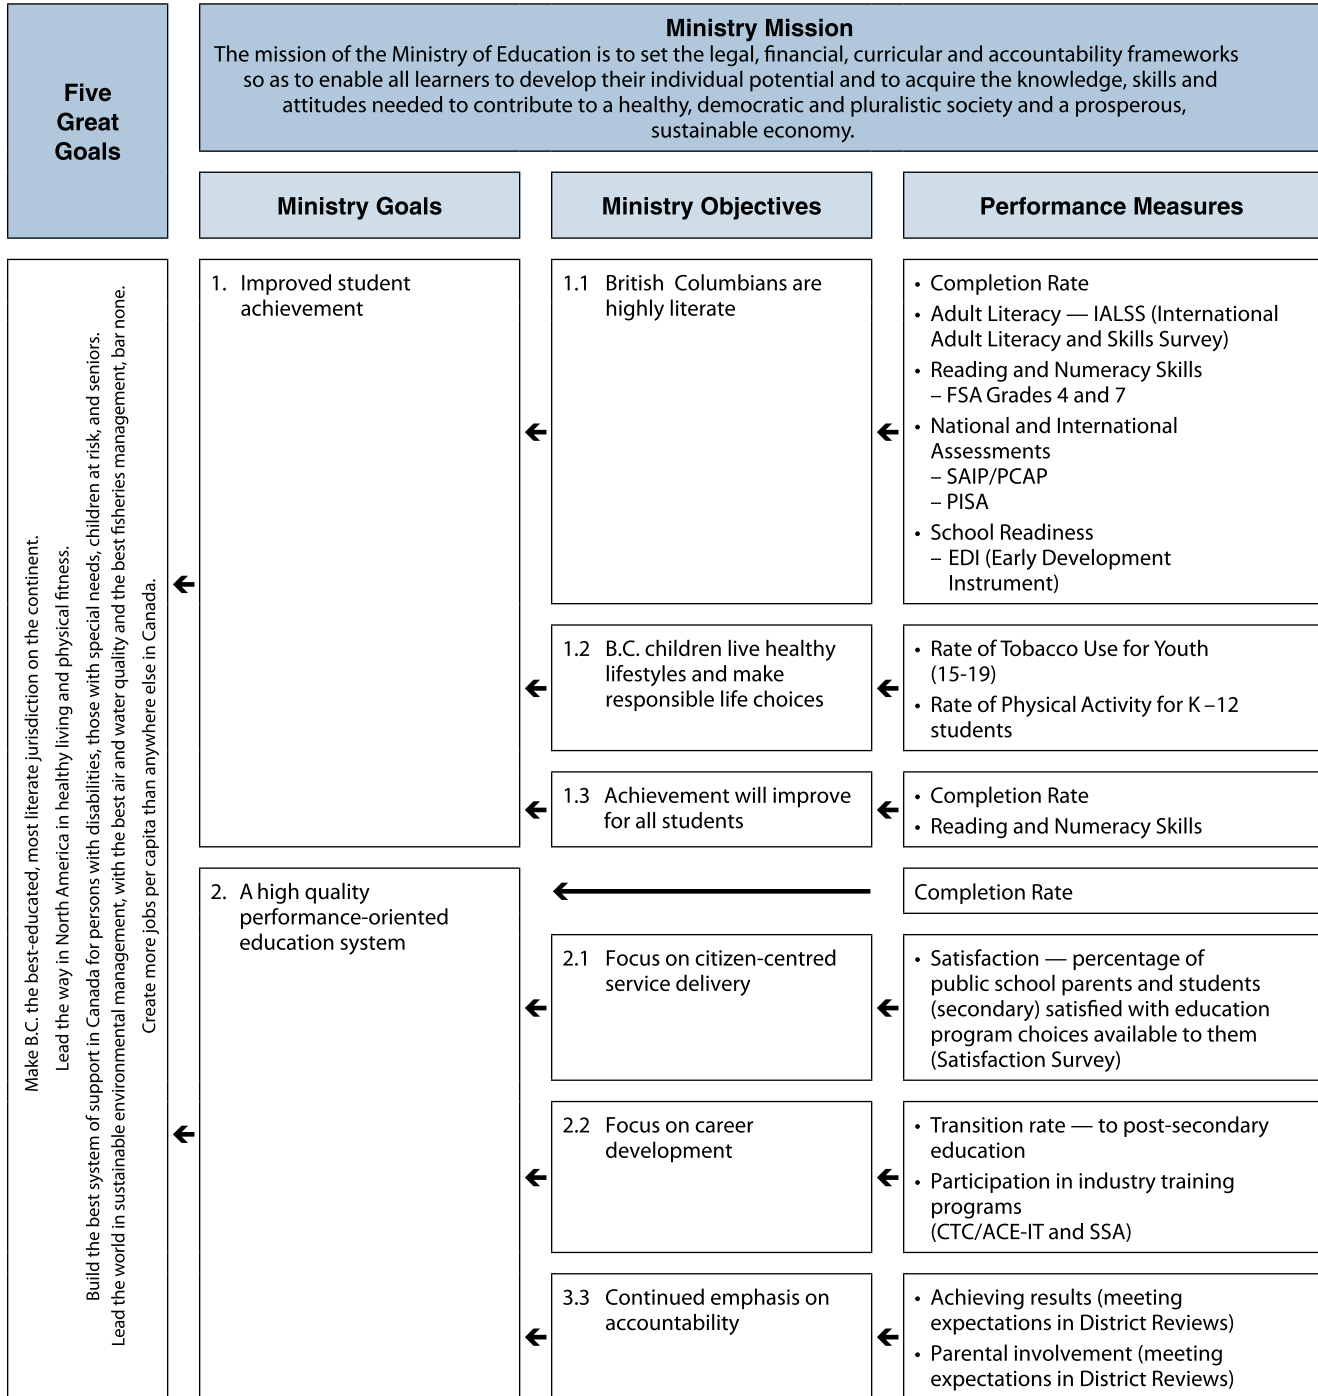 Five
Great
Goals
Ministry Mission
The mission of the Ministry of Education is to set the legal, financial, curricular and accountability frameworks
so as to enable all learners to develop their individual potential and to acquire the knowledge, skills and
attitudes needed to contribute to a healthy, democratic and pluralistic society and a prosperous,
sustainable economy.
Ministry Goals
Ministry Objectives
Performance Measures
Make B.C. the best-educated, most literate jurisdiction on the continent.
Lead the way in North America in healthy living and physical fitness.
Build the best system of support in Canada for persons with disabilities, those with special needs, children at risk, and seniors.
Lead the world in sustainable environmental management, with the best air and water quality and the best fisheries management, bar none.
Create more jobs per capita than anywhere else in Canada.
1. Improved student
achievement
1.1 British Columbians are
highly literate
• Completion Rate
• Adult Literacy — IALSS (International
Adult Literacy and Skills Survey)
• Reading and Numeracy Skills
– FSA Grades 4 and 7
• National and International
Assessments
– SAIP/PCAP
– PISA
• School Readiness
– EDI (Early Development
Instrument)
1.2 B.C. children live healthy
lifestyles and make
responsible life choices
• Rate of Tobacco Use for Youth
(15-19)
• Rate of Physical Activity for K –12
students
1.3 Achievement will improve
for all students
• Completion Rate
• Reading and Numeracy Skills
2. A high quality
performance-oriented
education system
Completion Rate
2.1 Focus on citizen-centred
service delivery
• Satisfaction — percentage of
public school parents and students
(secondary) satisfied with education
program choices available to them
(Satisfaction Survey)
2.2 Focus on career
development
• Transition rate — to post-secondary
education
• Participation in industry training
programs
(CTC/ACE-IT and SSA)
3.3 Continued emphasis on
accountability
• Achieving results (meeting
expectations in District Reviews)
• Parental involvement (meeting
expectations in District Reviews)